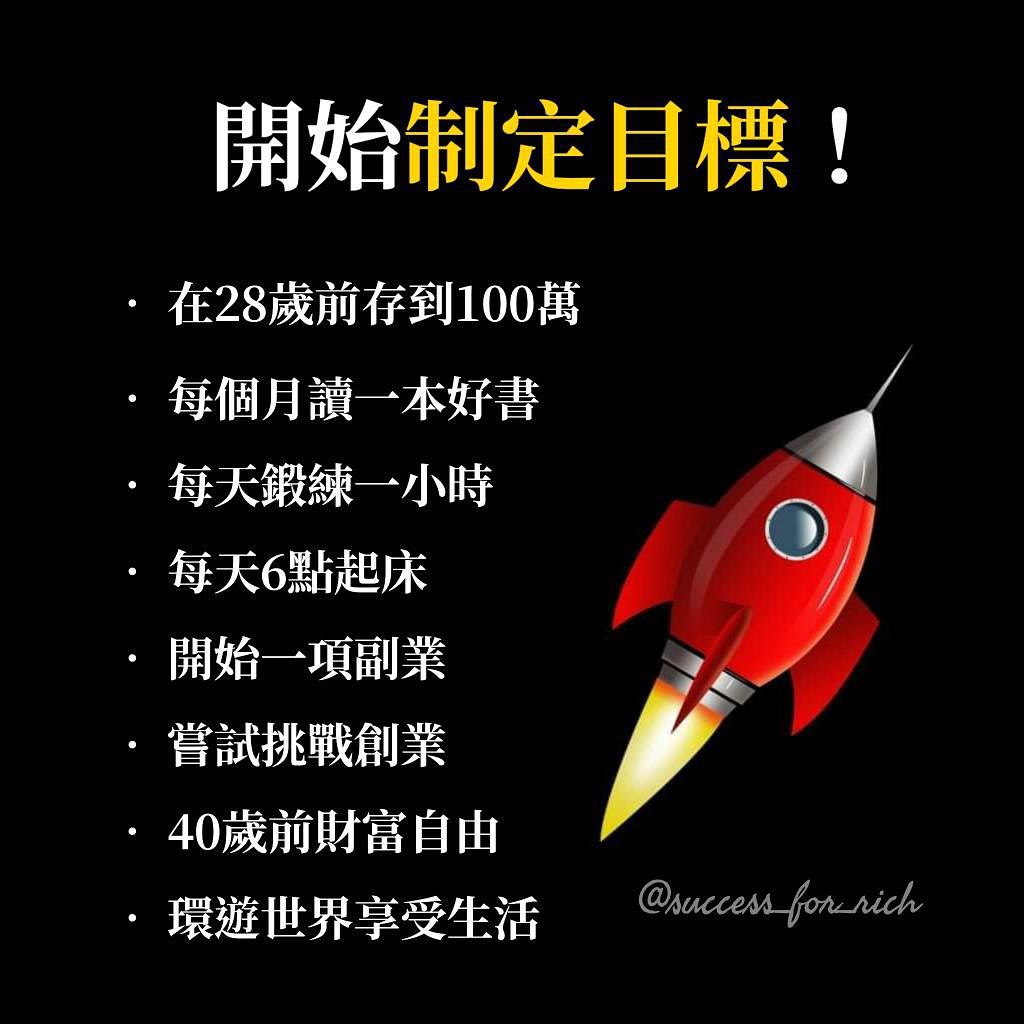 開始制定目標！
· 在28歲前存到100萬
· 每個月讀一本好書
· 每天鍛練一小時
· 每天6點起床
· 開始一項副業
· 嘗試挑戰創業
· 40歲前財富自由
· 環遊世界享受生活
@success_for_rich